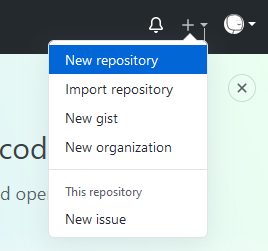 New repository
Import repository
cod
New gist
New organization
d ope
This repository
New issue